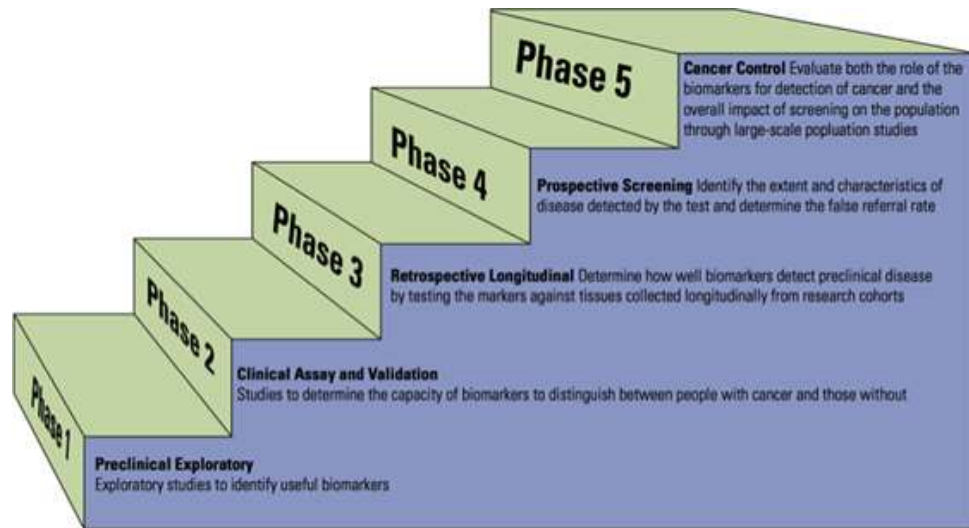 Phase 5
Cancer Control Evaluate both the role of the
biomarkers for detection of cancer and the
overall impact of screening on the population
through large-scale popluation studies
Phase 4
Prospective Screening Identify the extent and characteristics of
disease detected by the test and determine the false referral rate
Phase 3
Retrospective Longitudinal Determine how well biomarkers detect preclinical disease
by testing the markers against tissues collected longitudinally from research cohorts
Phase 2
Clinical Assay and Validation
Studies to determine the capacity of biomarkers to distinguish between people with cancer and those without
Phase 1
Preclinical Exploratory
Exploratory studies to identify useful biomarkers